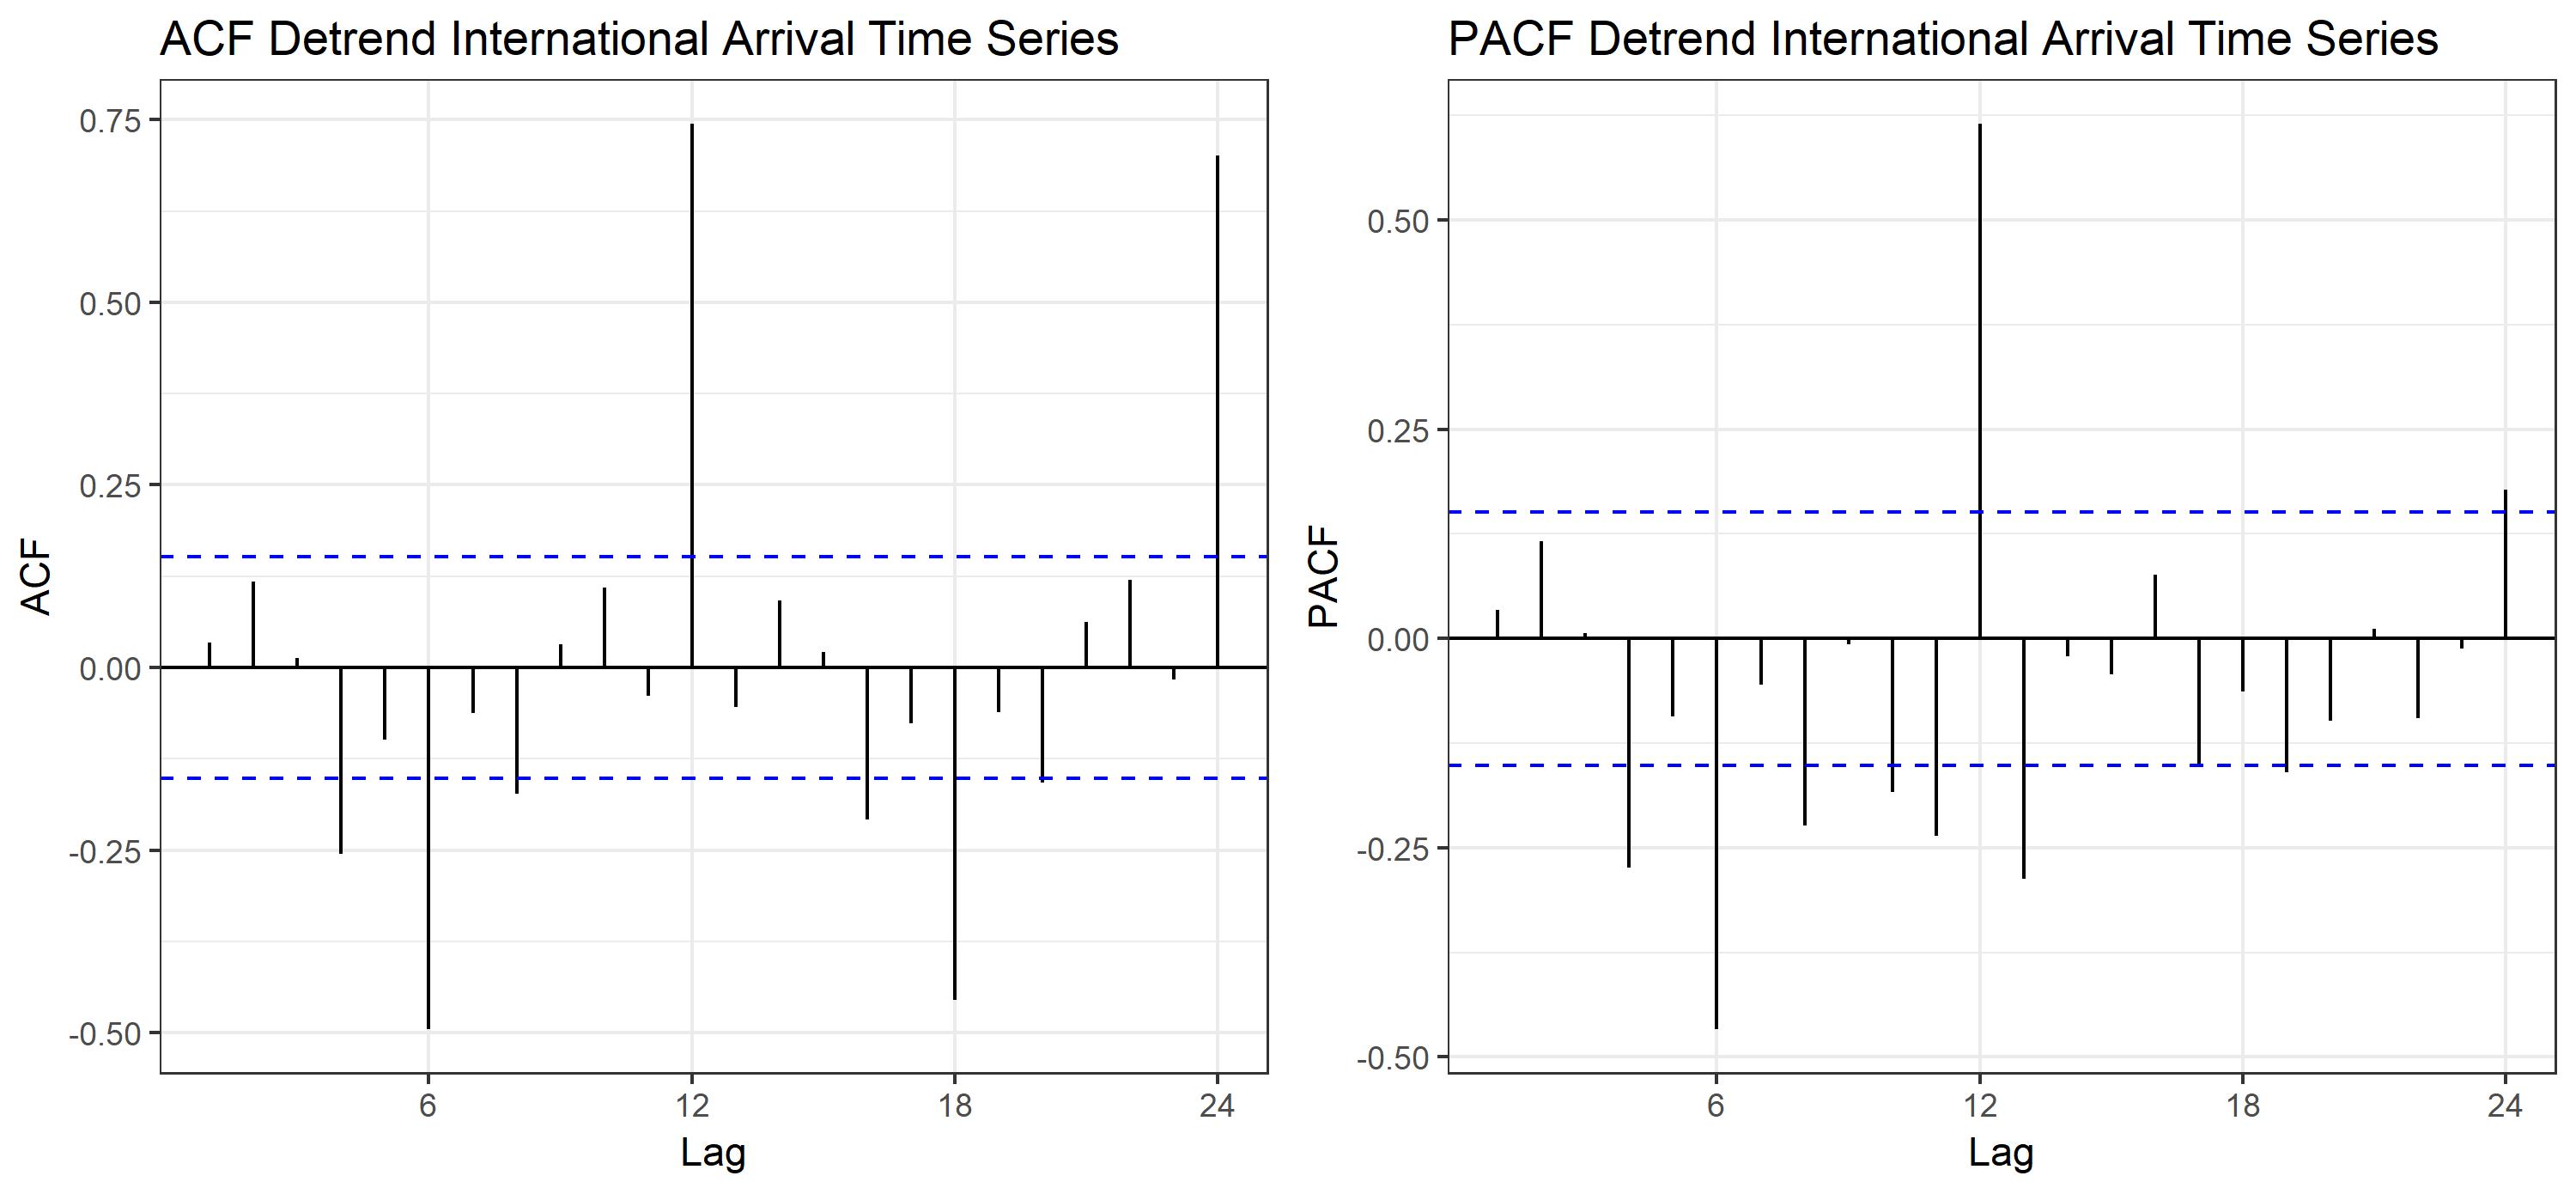 ACF Detrend International Arrival Time Series
0.75
0.50
0.25
0.00
-0.25
-0.50
ACF
6 12 18 24
Lag
PACF Detrend International Arrival Time Series
0.50
0.25
0.00
-0.25
-0.50
PACF
6 12 18 24
Lag